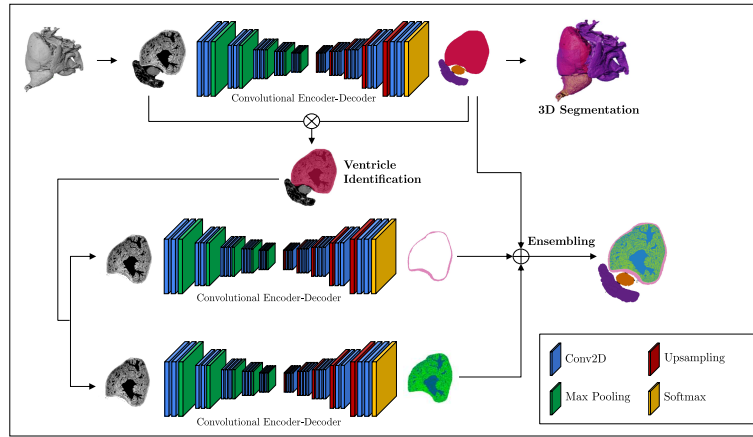 Convolutional Encoder-Decoder
3D Segmentation
Ventricle
Identification
Ensembling
Convolutional Encoder-Decoder
Convolutional Encoder-Decoder
Conv2D
Upsampling
Max Pooling
Softmax